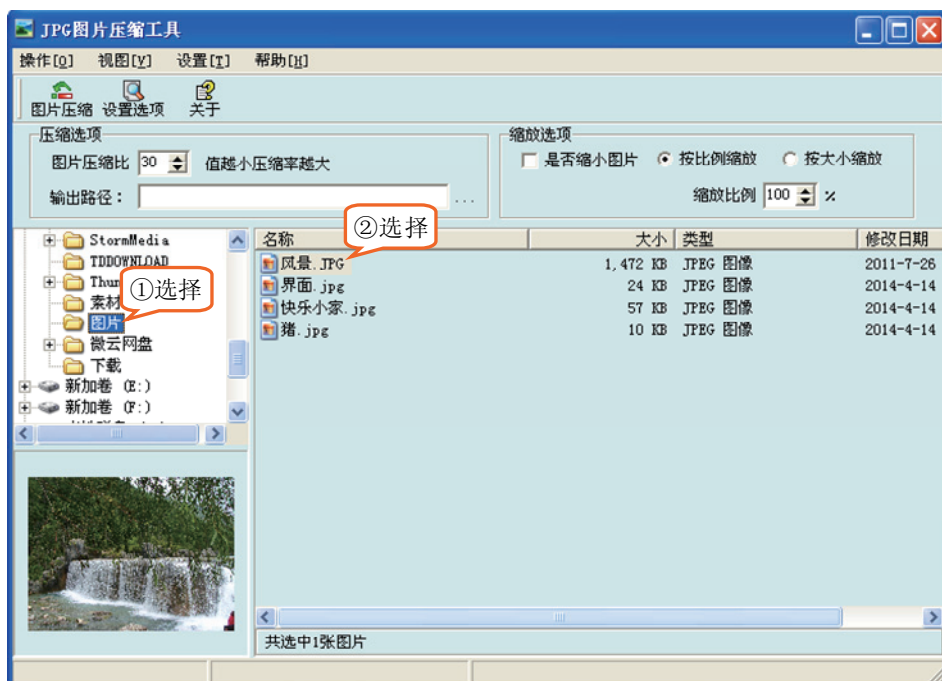 JPG图片压缩工具
操作[O] 视图[V] 设置[T] 帮助[H]
图片压缩 设置选项 关于
压缩选项
图片压缩比 30 值越小压缩率越大
输出路径： ...
缩放选项
是否缩小图片 按比例缩放 按大小缩放
缩放比例 100 %
StormMedia
TDDOWNLOAD
Thun
素材
图片
微云网盘
下载
新加卷 (E:)
新加卷 (F:)
①选择
②选择
名称 大小 类型 修改日期
风景.JPG 1,472 KB JPEG 图像 2011-7-26
界面.jpg 24 KB JPEG 图像 2014-4-14
快乐小家.jpg 57 KB JPEG 图像 2014-4-14
猪.jpg 10 KB JPEG 图像 2014-4-14
共选中1张图片